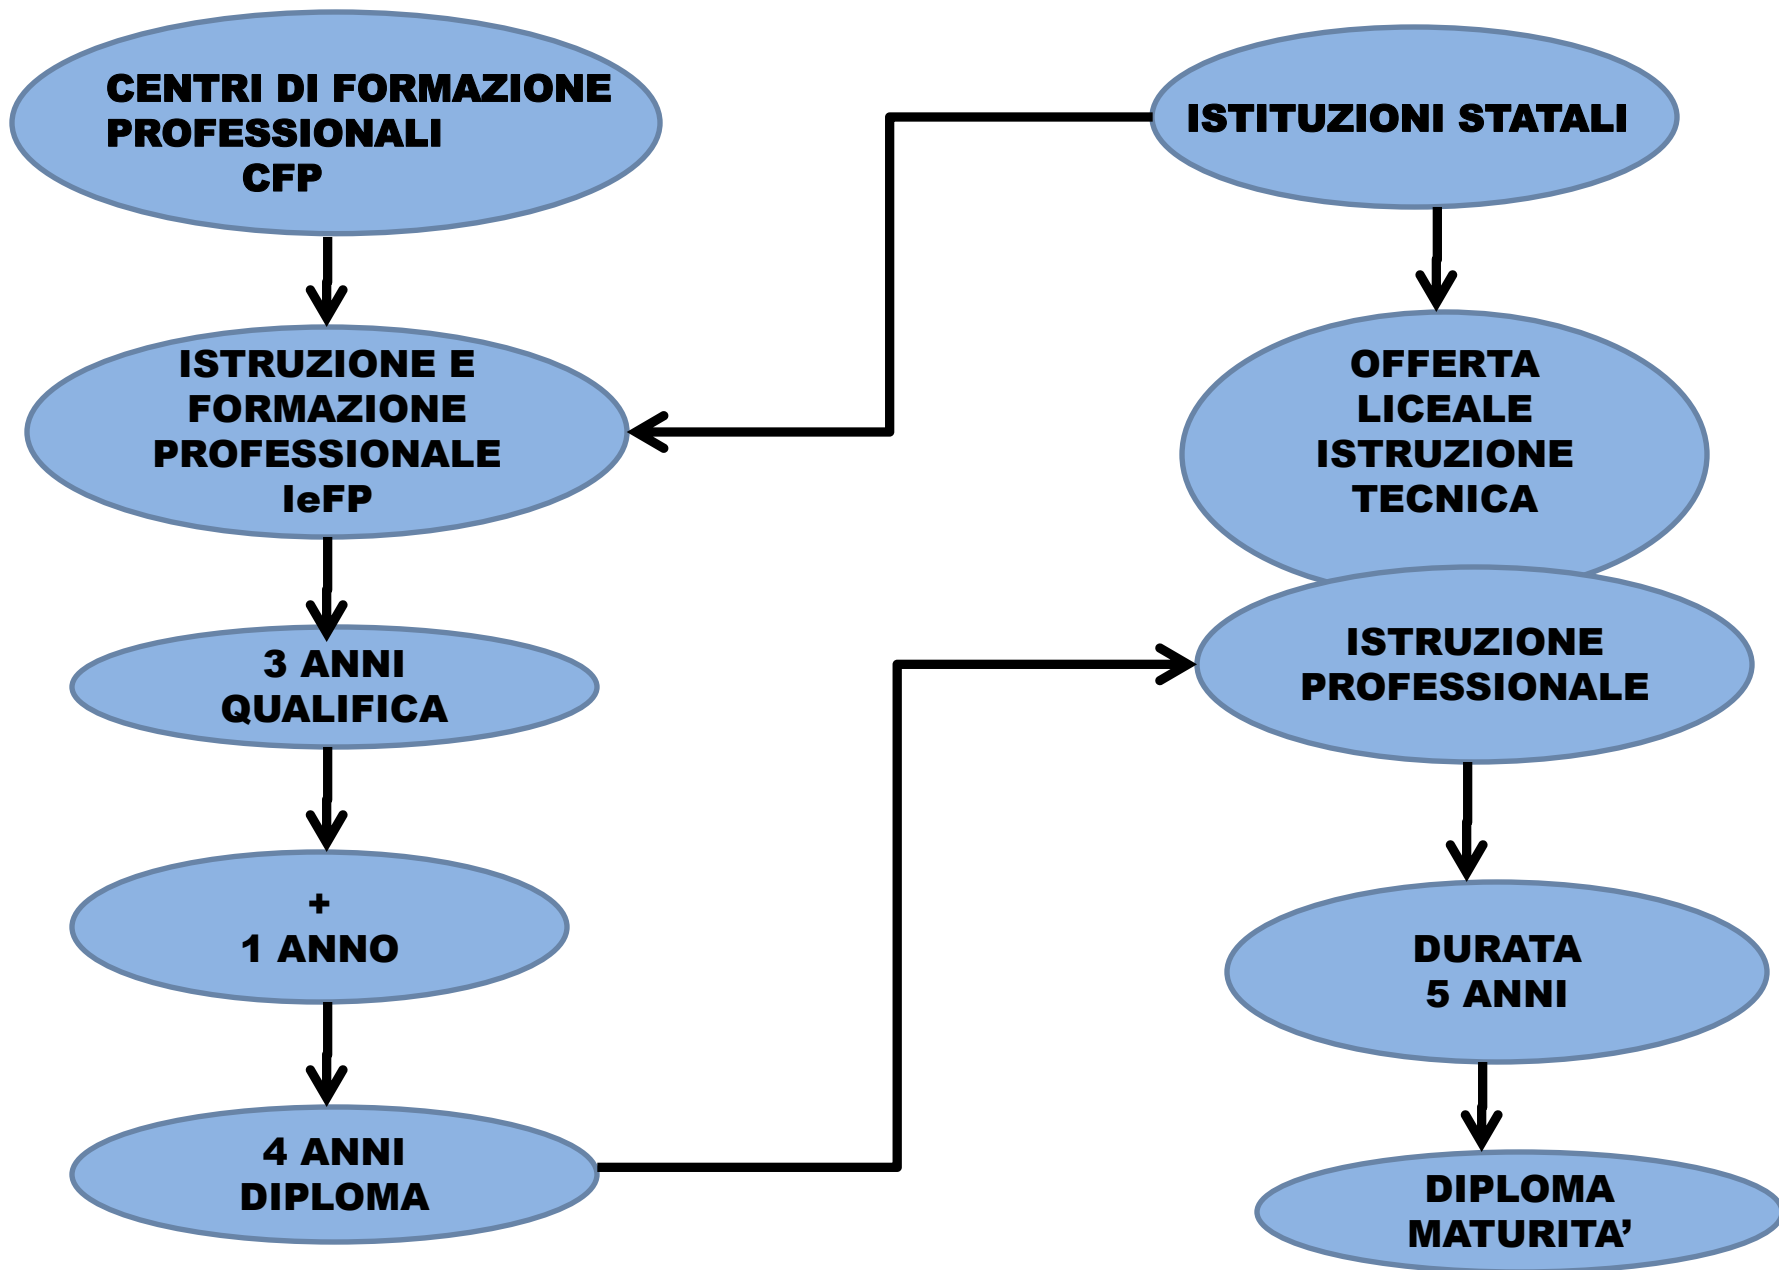 CENTRI DI FORMAZIONE
PROFESSIONALI
CFP
ISTRUZIONE E
FORMAZIONE
PROFESSIONALE
IeFP
3 ANNI
QUALIFICA
+
1 ANNO
4 ANNI
DIPLOMA
ISTITUZIONI STATALI
OFFERTA
LICEALE
ISTRUZIONE
TECNICA
ISTRUZIONE
PROFESSIONALE
DURATA
5 ANNI
DIPLOMA
MATURITA’